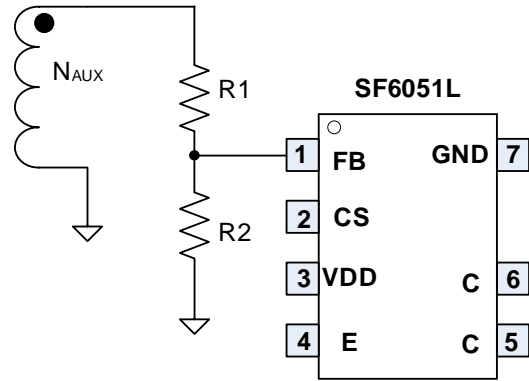 NAUX
R1
R2
SF6051L
1 FB GND 7
2 CS
3 VDD C 6
4 E C 5